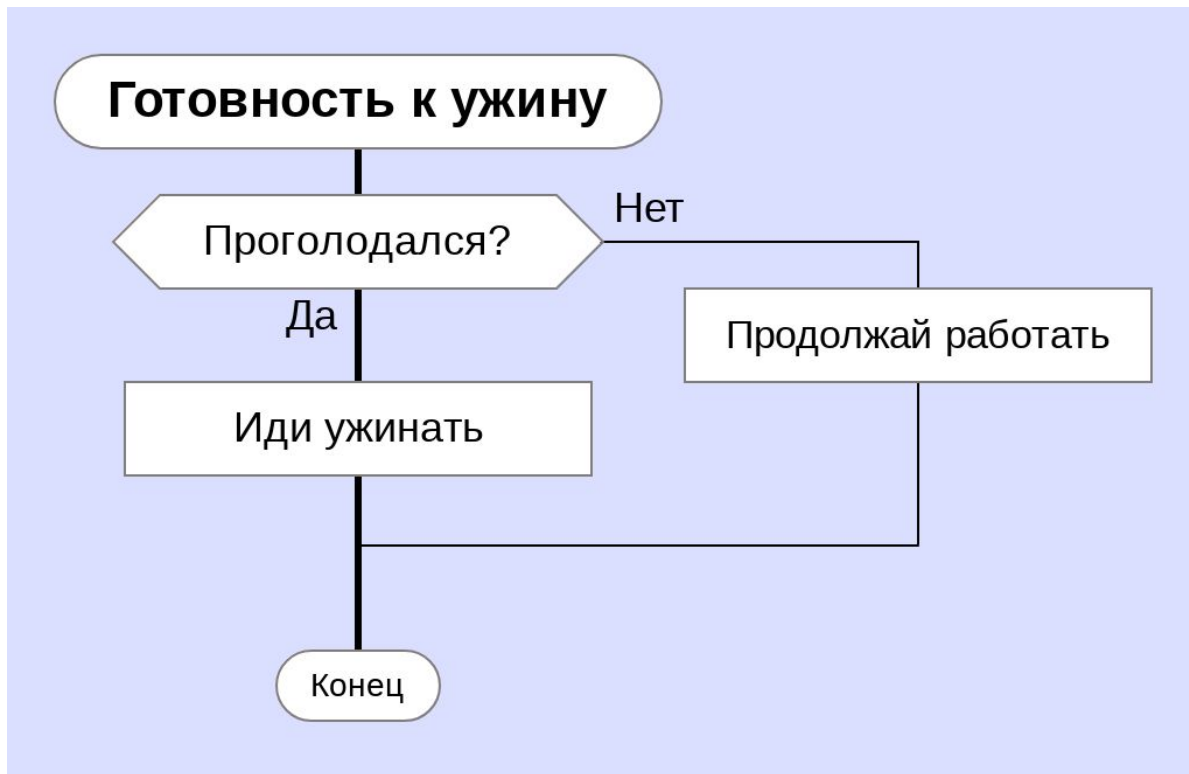 Готовность к ужину
Нет
Проголодался?
Да
Продолжай работать
Иди ужинать
Конец